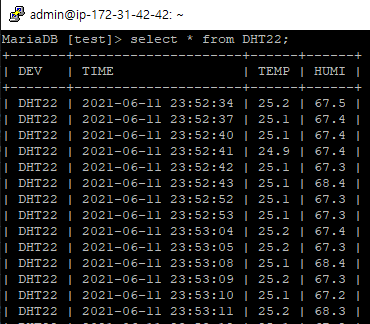 admin@ip-172-31-42-42: ~
MariaDB [test]> select * from DHT22;
+-------+---------------------+------+------+
| DEV   | TIME                | TEMP | HUMI |
+-------+---------------------+------+------+
| DHT22 | 2021-06-11 23:52:34 | 25.2 | 67.5 |
| DHT22 | 2021-06-11 23:52:37 | 25.1 | 67.4 |
| DHT22 | 2021-06-11 23:52:40 | 25.1 | 67.4 |
| DHT22 | 2021-06-11 23:52:41 | 24.9 | 67.4 |
| DHT22 | 2021-06-11 23:52:42 | 25.1 | 67.3 |
| DHT22 | 2021-06-11 23:52:43 | 25.1 | 68.4 |
| DHT22 | 2021-06-11 23:52:52 | 25.1 | 67.3 |
| DHT22 | 2021-06-11 23:52:53 | 25.1 | 67.3 |
| DHT22 | 2021-06-11 23:53:04 | 25.2 | 67.4 |
| DHT22 | 2021-06-11 23:53:05 | 25.2 | 67.3 |
| DHT22 | 2021-06-11 23:53:08 | 25.1 | 68.4 |
| DHT22 | 2021-06-11 23:53:09 | 25.2 | 67.3 |
| DHT22 | 2021-06-11 23:53:10 | 25.1 | 67.2 |
| DHT22 | 2021-06-11 23:53:11 | 25.2 | 68.3 |